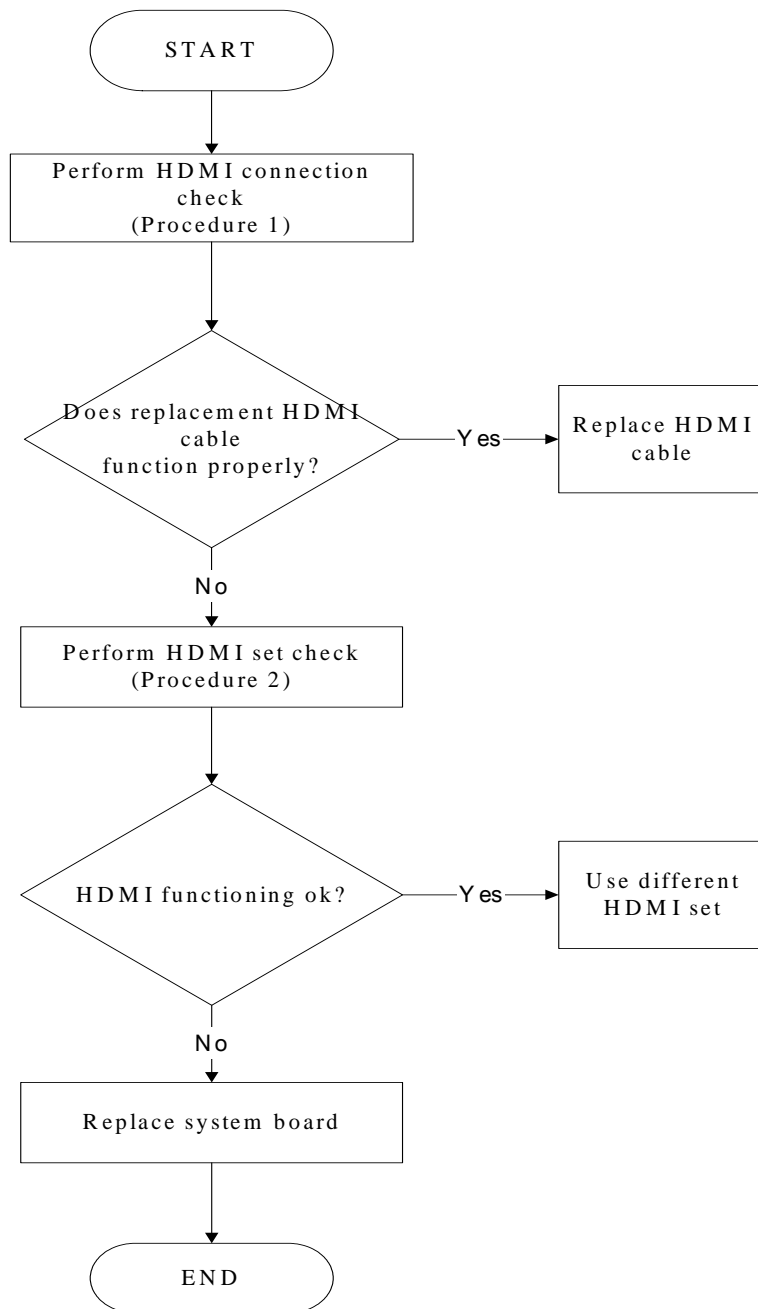 START
Perform HDMI connection
check
(Procedure 1)
Does replacement HDMI
cable
function properly?
Yes
Replace HDMI
cable
No
Perform HDMI set check
(Procedure 2)
HDMI functioning ok?
Yes
Use different
HDMI set
No
Replace system board
END